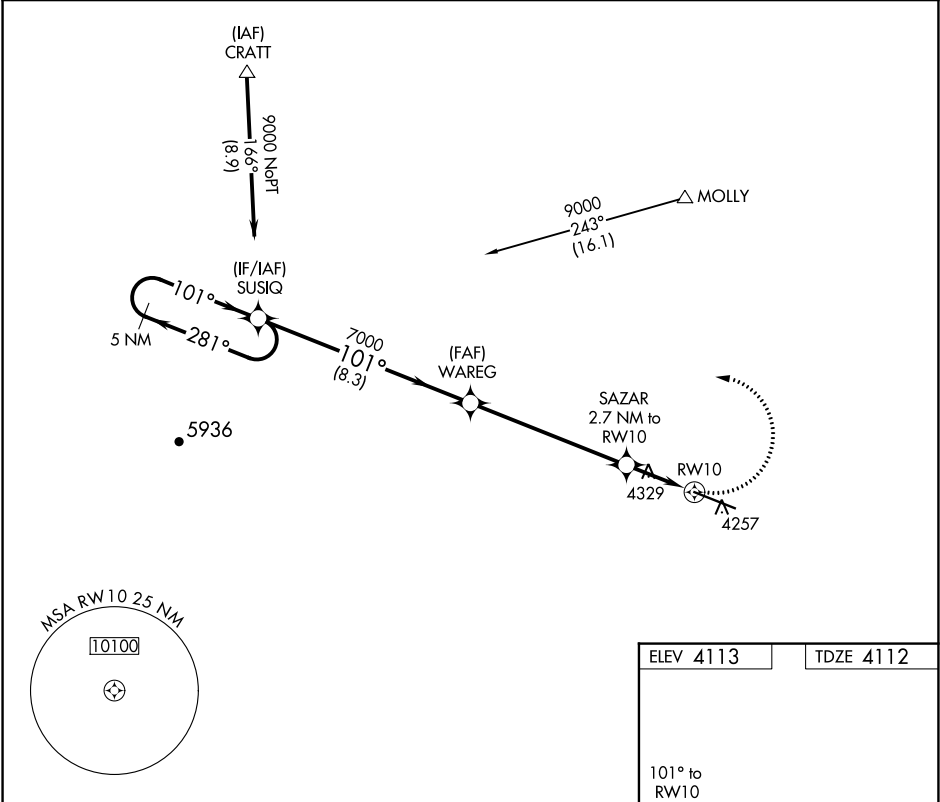 (IAF)
CRATT
9000 NoPT
166°
(8.9)
MOLLY
9000
243°
(16.1)
(IF/IAF)
SUSIQ
101°
281°
5 NM
7000
101°
(8.3)
(FAF)
WAREG
SAZAR
2.7 NM to
RW10
RW10
4329
4257
5936
MSA RW10 25 NM
10100
ELEV 4113
TDZE 4112
101° to
RW10